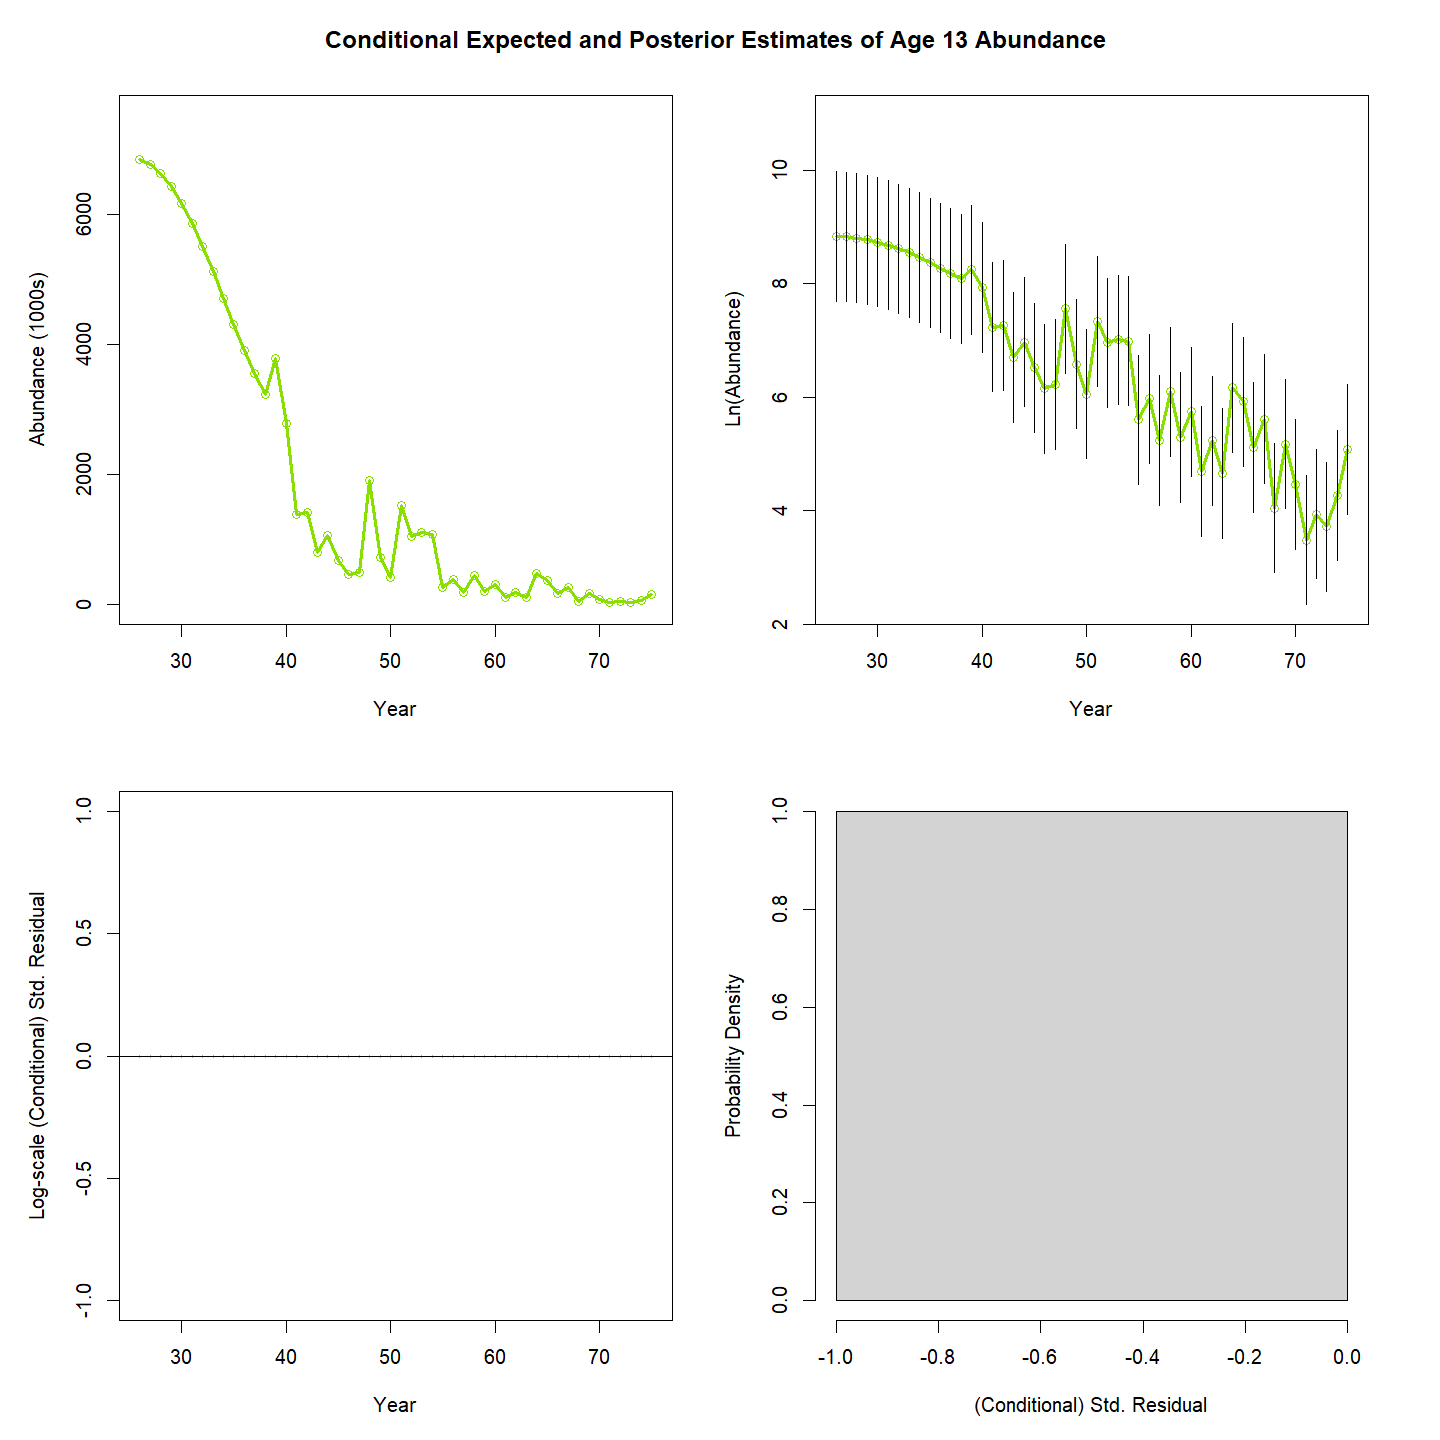 Conditional Expected and Posterior Estimates of Age 13 Abundance
Abundance (1000s)
6000
4000
2000
0
30 40 50 60 70
Year
Ln(Abundance)
10
8
6
4
2
30 40 50 60 70
Year
Log-scale (Conditional) Std. Residual
1.0
0.5
0.0
-0.5
-1.0
30 40 50 60 70
Year
Probability Density
1.0
0.8
0.6
0.4
0.2
0.0
-1.0 -0.8 -0.6 -0.4 -0.2 0.0
(Conditional) Std. Residual